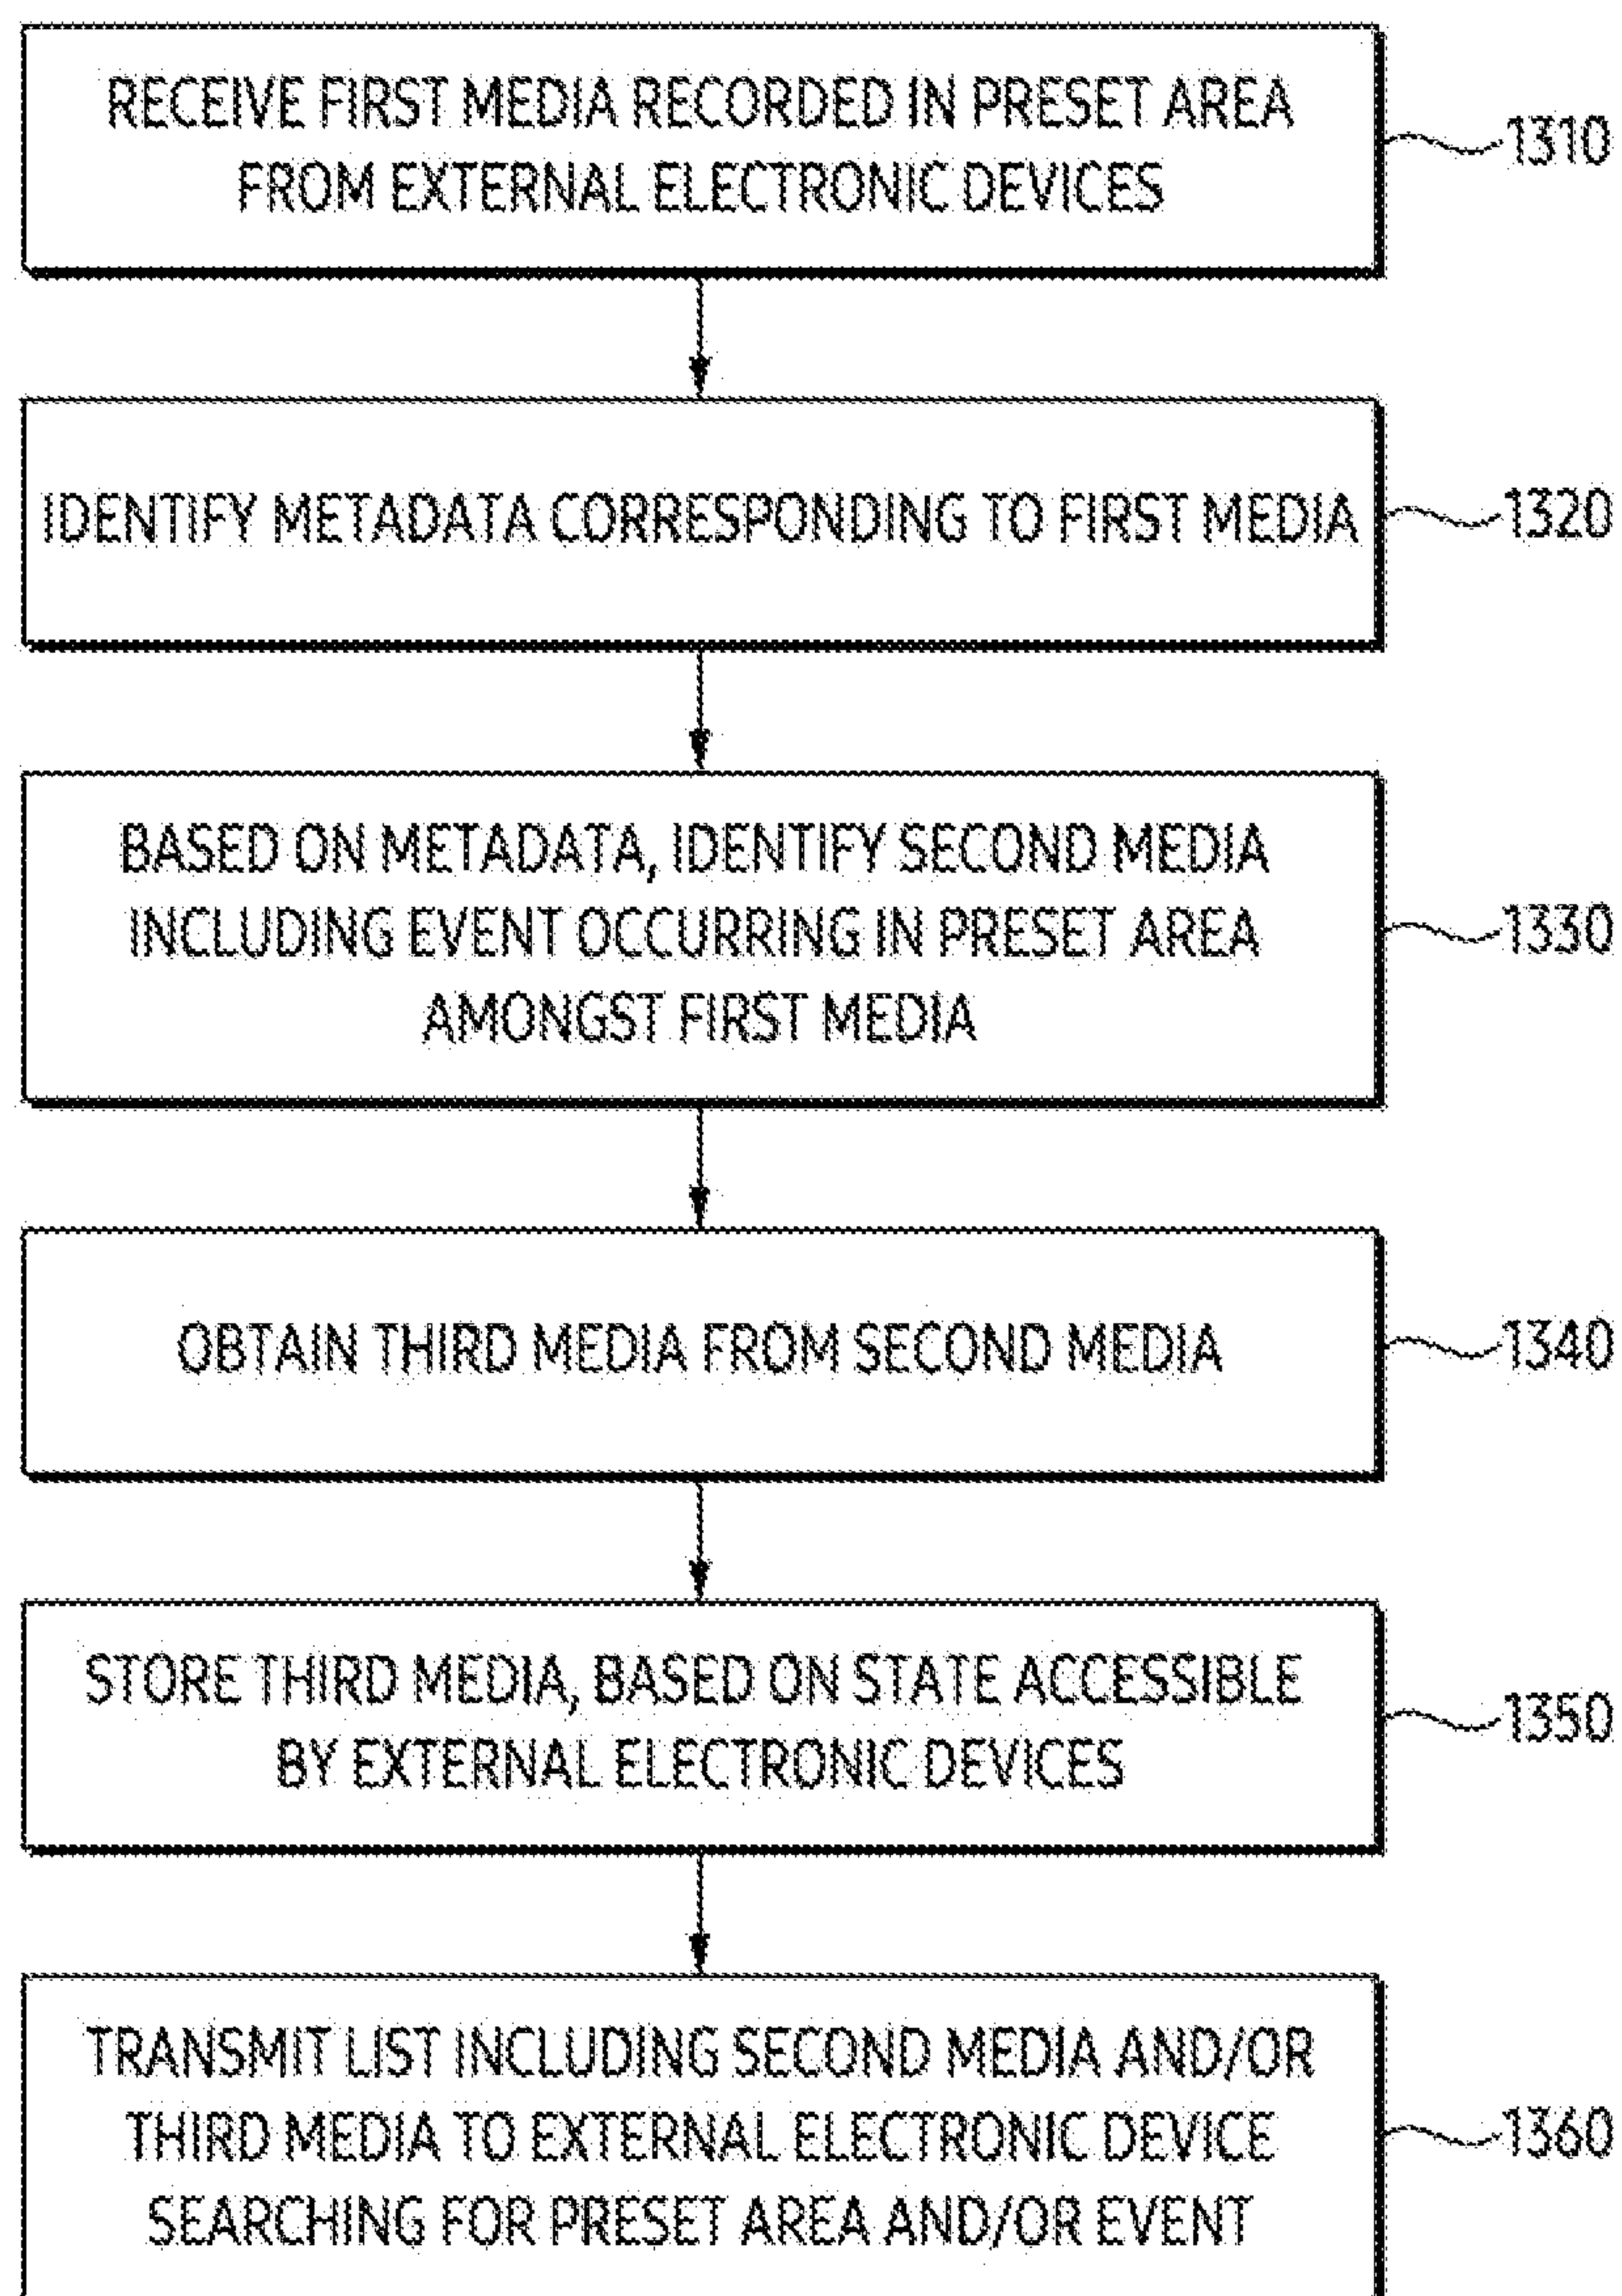 RECEIVE FIRST MEDIA RECORDED IN PRESET AREA
FROM EXTERNAL ELECTRONIC DEVICES
1310
IDENTIFY METADATA CORRESPONDING TO FIRST MEDIA
1320
BASED ON METADATA, IDENTIFY SECOND MEDIA
INCLUDING EVENT OCCURRING IN PRESET AREA
AMONGST FIRST MEDIA
1330
OBTAIN THIRD MEDIA FROM SECOND MEDIA
1340
STORE THIRD MEDIA, BASED ON STATE ACCESSIBLE
BY EXTERNAL ELECTRONIC DEVICES
1350
TRANSMIT LIST INCLUDING SECOND MEDIA AND/OR
THIRD MEDIA TO EXTERNAL ELECTRONIC DEVICE
SEARCHING FOR PRESET AREA AND/OR EVENT
1360